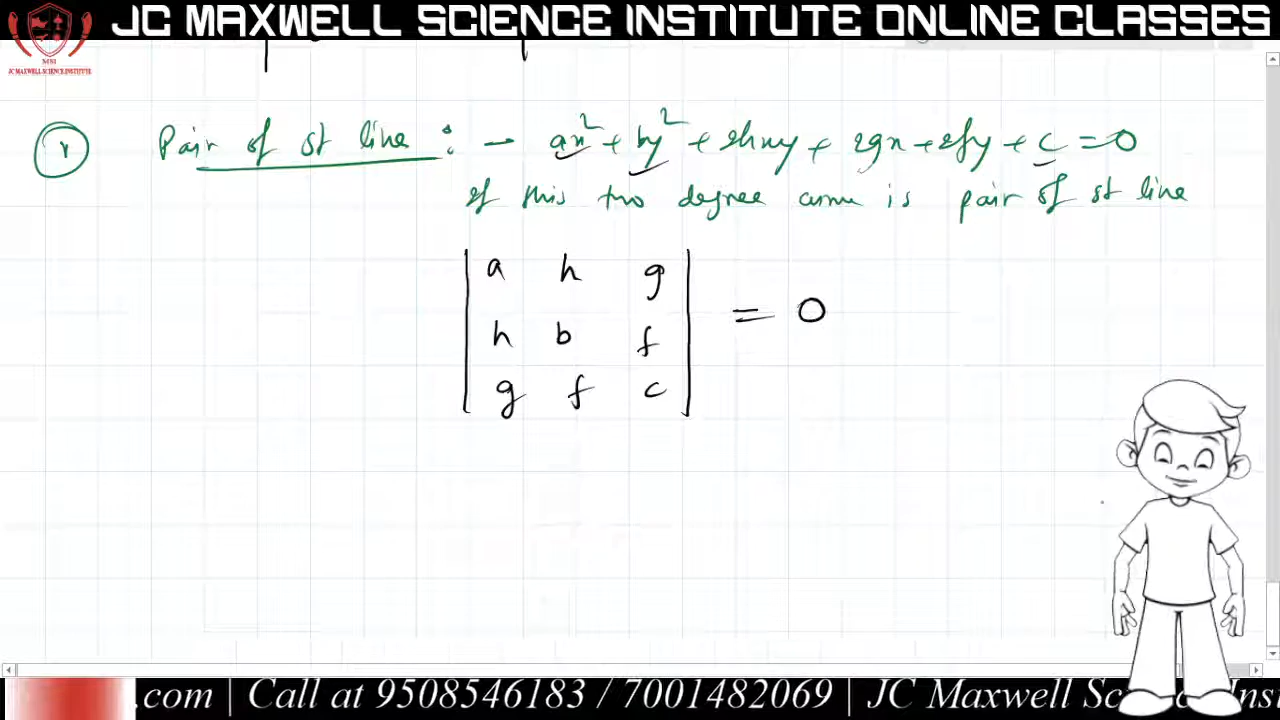 JC MAXWELL SCIENCE INSTITUTE ONLINE CLASSES
MSI
JC MAXWELL SCIENCE INSTITUTE
Pair of st line : - ax² + by² + 2hxy + 2gx + 2fy + c = 0
If this two degree is pair of st line
a h g
h b f = 0
g f c
.com | Call at 9508546183 / 7001482069 | JC Maxwell Sc Ins